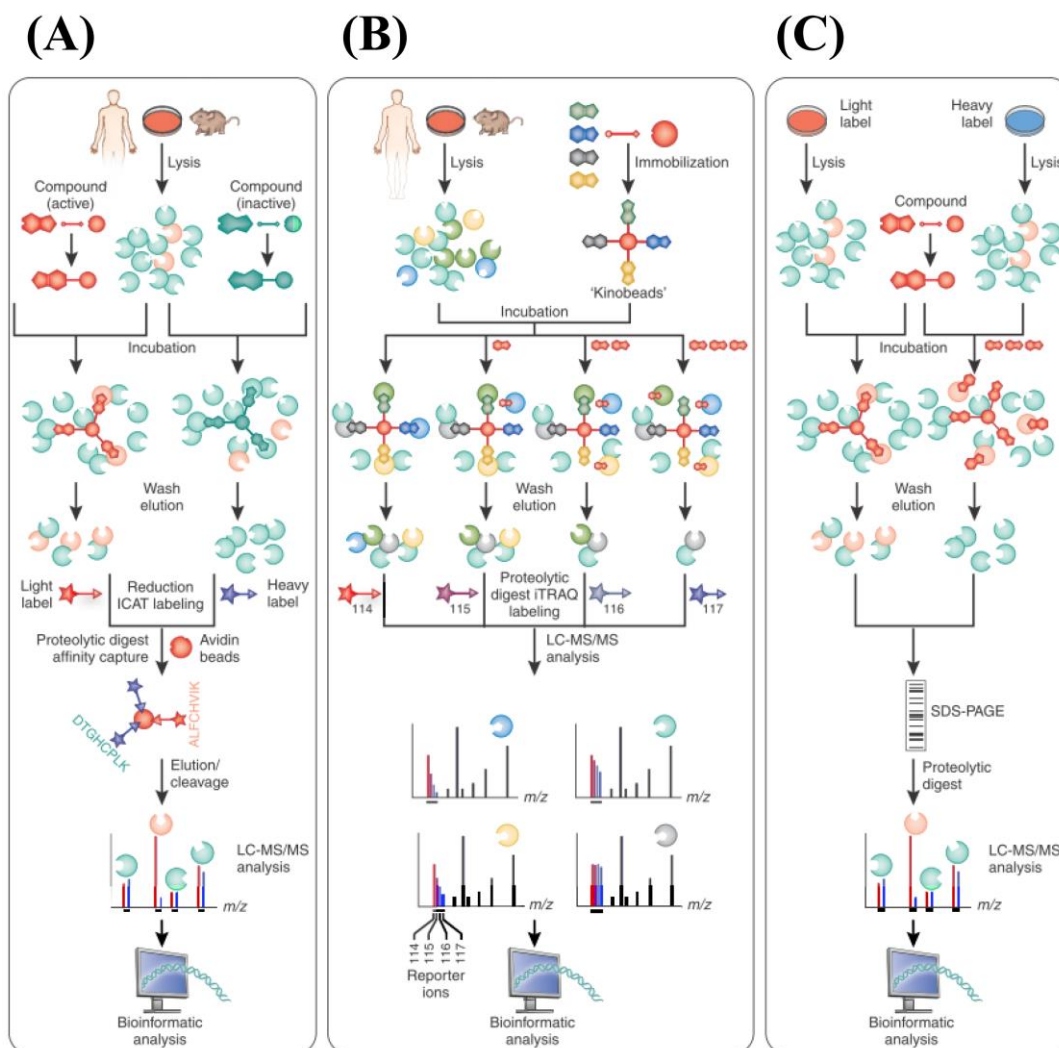 (A)
Lysis
Compound
(active)
Compound
(inactive)
Incubation
Wash
elution
Light
label
Reduction
ICAT labeling
Heavy
label
Proteolytic digest
affinity capture
Avidin
beads
DTGHCPLK
ALFCHVIK
Elution/
cleavage
LC-MS/MS
analysis
m/z
Bioinformatic
analysis
(B)
Lysis
Immobilization
'Kinobeads'
Incubation
Wash
elution
114
115
Proteolytic
digest iTRAQ
labeling
116
117
LC-MS/MS
analysis
m/z
m/z
m/z
m/z
114
115
116
117
Reporter
ions
Bioinformatic
analysis
(C)
Light
label
Heavy
label
Lysis
Lysis
Compound
Incubation
Wash
elution
SDS-PAGE
Proteolytic
digest
LC-MS/MS
analysis
m/z
Bioinformatic
analysis